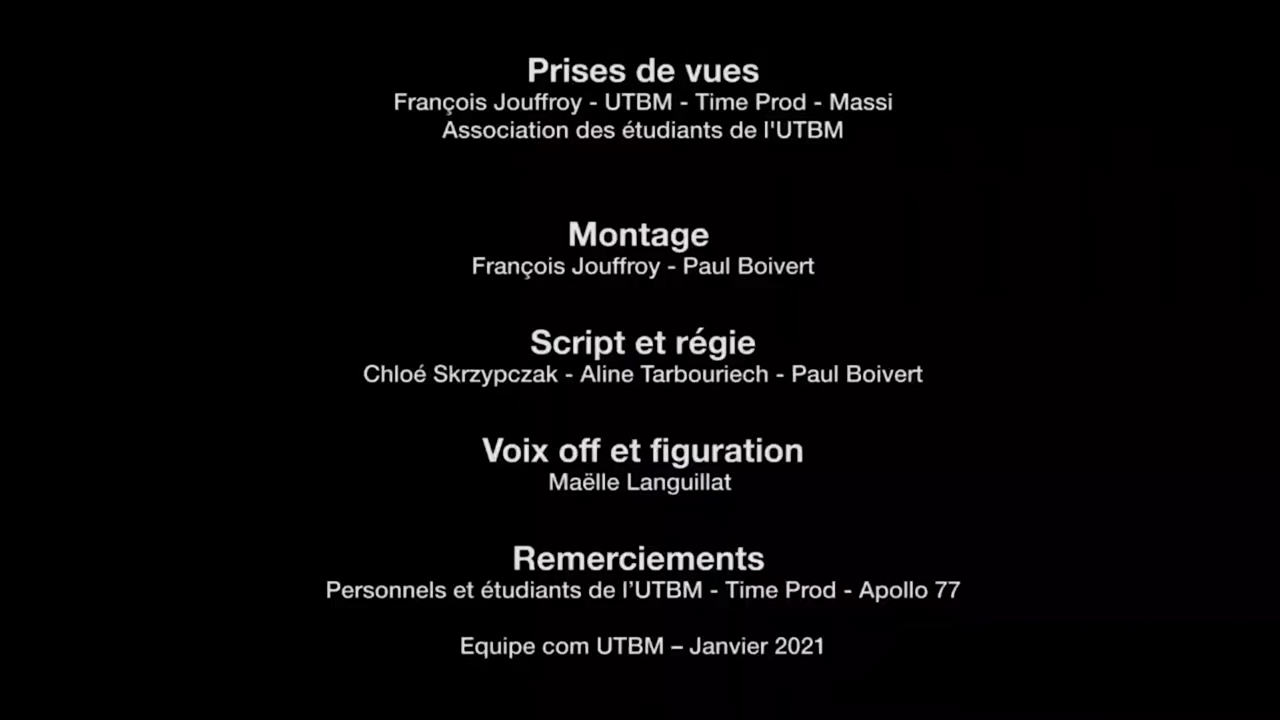 Prises de vues
François Jouffroy - UTBM - Time Prod - Massi
Association des étudiants de l'UTBM
Montage
François Jouffroy - Paul Boivert
Script et régie
Chloé Skrzypczak - Aline Tarbouriech - Paul Boivert
Voix off et figuration
Maëlle Languillat
Remerciements
Personnels et étudiants de l’UTBM - Time Prod - Apollo 77
Equipe com UTBM – Janvier 2021